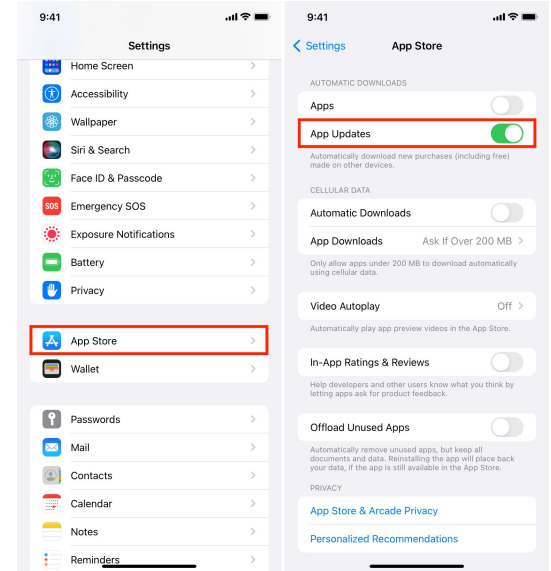 9:41
Settings
Home Screen
Accessibility
Wallpaper
Siri & Search
Face ID & Passcode
SOS
Emergency SOS
Exposure Notifications
Battery
Privacy
App Store
Wallet
Passwords
Mail
Contacts
Calendar
Notes
Reminders
9:41
Settings
App Store
AUTOMATIC DOWNLOADS
Apps
App Updates
Automatically download new purchases (including free)
made on other devices.
CELLULAR DATA
Automatic Downloads
App Downloads Ask If Over 200 MB
Only allow apps under 200 MB to download automatically
using cellular data.
Video Autoplay Off
Automatically play app preview videos in the App Store.
In-App Ratings & Reviews
Help developers and other users know what you think by
letting apps ask for product feedback.
Offload Unused Apps
Automatically remove unused apps, but keep all
documents and data. Reinstalling the app will place back
your data, if the app is still available in the App Store.
PRIVACY
App Store & Arcade Privacy
Personalized Recommendations